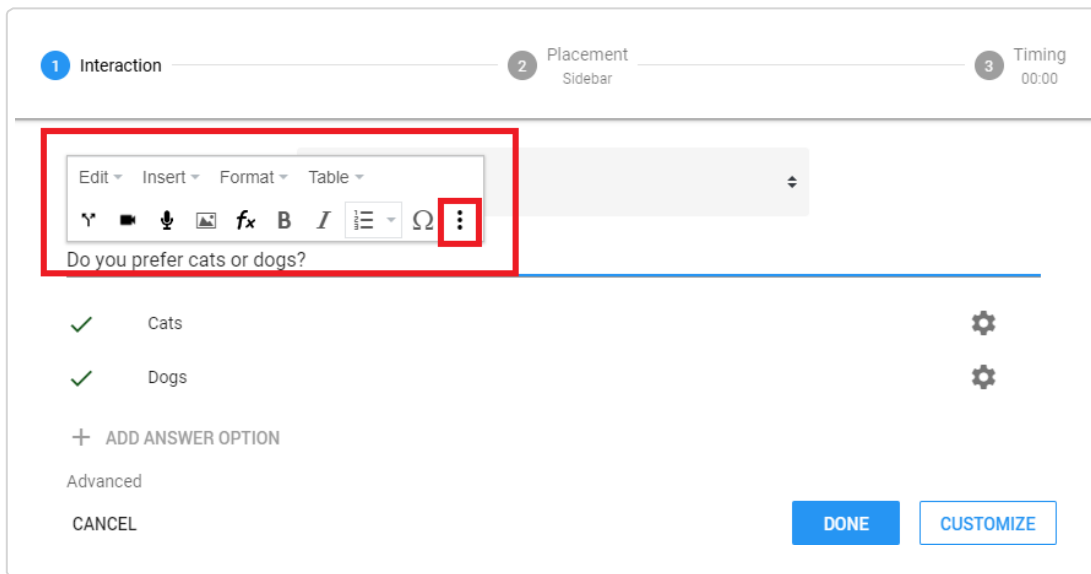 1 Interaction
2 Placement
Sidebar
3 Timing
00:00
Edit Insert Format Table
fx B I Ω
Do you prefer cats or dogs?
Cats
Dogs
+ ADD ANSWER OPTION
Advanced
CANCEL DONE CUSTOMIZE